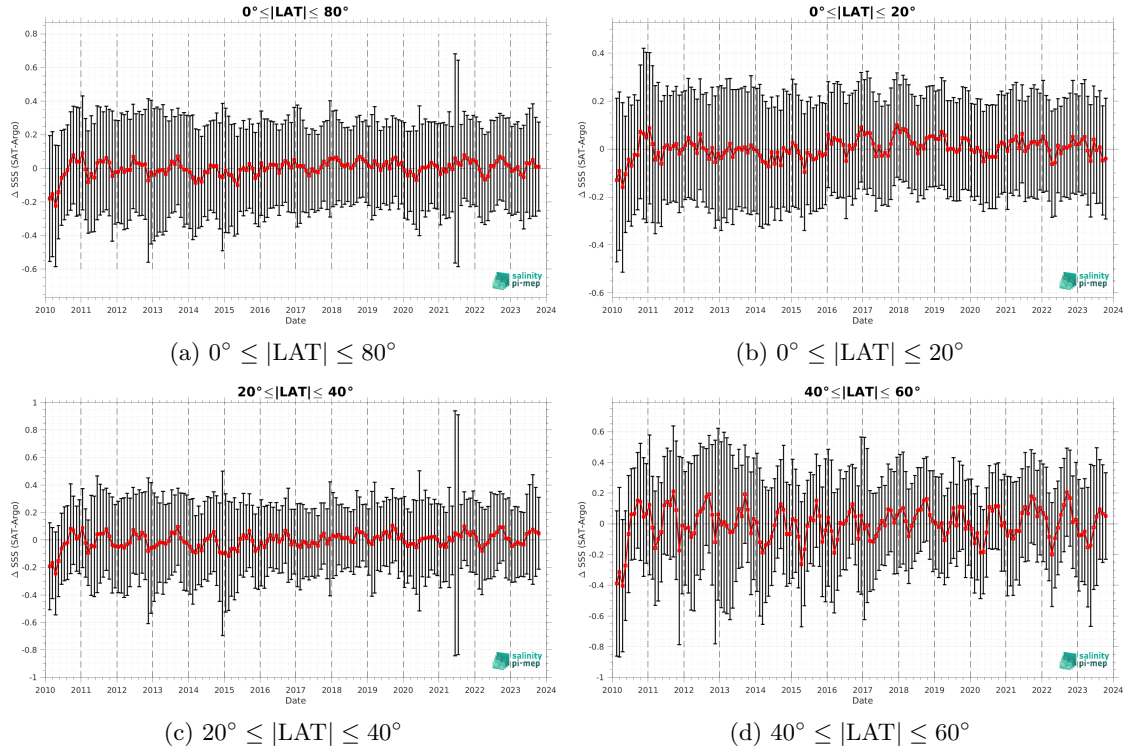 0°≤|LAT|≤ 80°
Δ SSS (SAT-Argo)
0.8
0.6
0.4
0.2
0
-0.2
-0.4
-0.6
2010 2011 2012 2013 2014 2015 2016 2017 2018 2019 2020 2021 2022 2023 2024
Date
salinity
pi-mep
(a) 0° ≤ |LAT| ≤ 80°
0°≤|LAT|≤ 20°
Δ SSS (SAT-Argo)
0.4
0.2
0
-0.2
-0.4
-0.6
2010 2011 2012 2013 2014 2015 2016 2017 2018 2019 2020 2021 2022 2023 2024
Date
salinity
pi-mep
(b) 0° ≤ |LAT| ≤ 20°
20°≤|LAT|≤ 40°
Δ SSS (SAT-Argo)
1
0.8
0.6
0.4
0.2
0
-0.2
-0.4
-0.6
-0.8
-1
2010 2011 2012 2013 2014 2015 2016 2017 2018 2019 2020 2021 2022 2023 2024
Date
salinity
pi-mep
(c) 20° ≤ |LAT| ≤ 40°
40°≤|LAT|≤ 60°
Δ SSS (SAT-Argo)
0.6
0.4
0.2
0
-0.2
-0.4
-0.6
-0.8
-1
2010 2011 2012 2013 2014 2015 2016 2017 2018 2019 2020 2021 2022 2023 2024
Date
salinity
pi-mep
(d) 40° ≤ |LAT| ≤ 60°